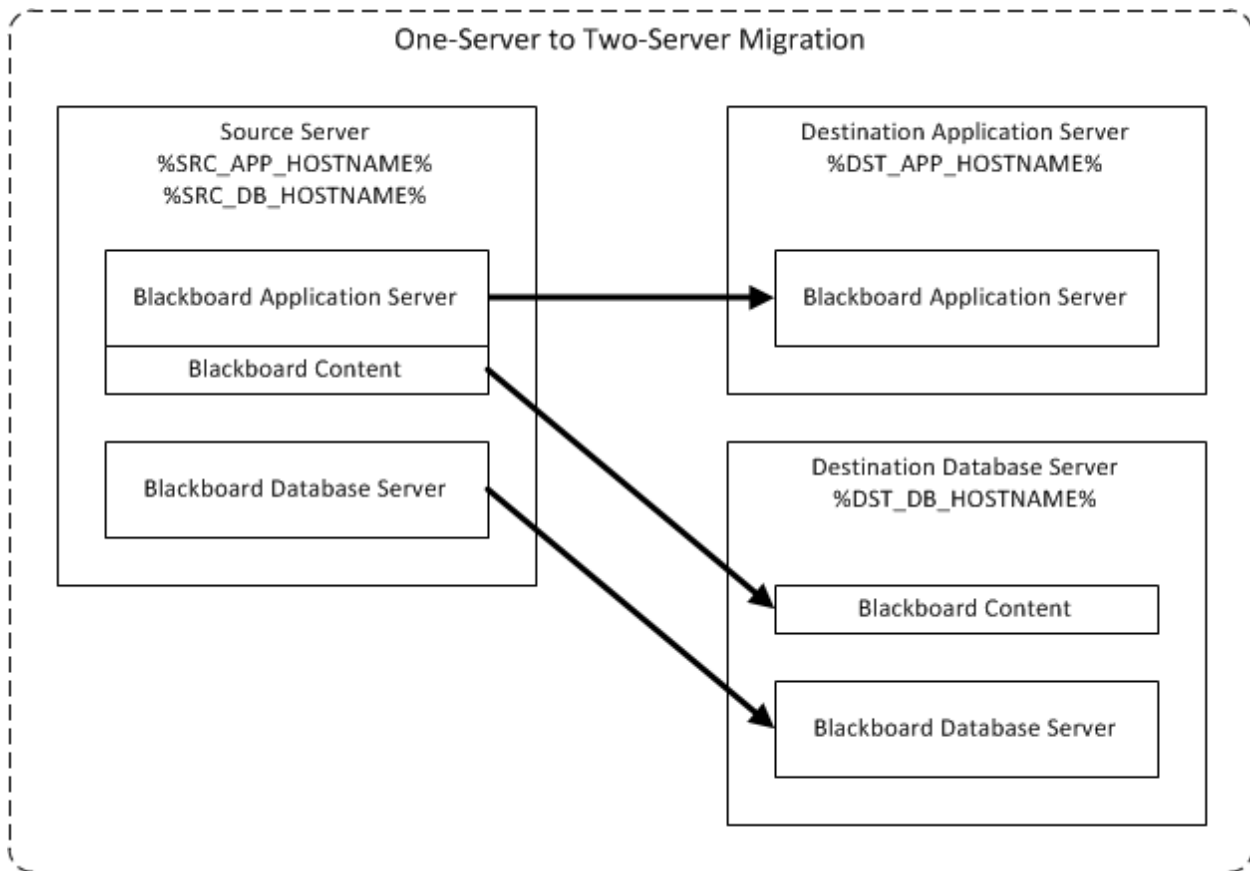 One-Server to Two-Server Migration
Source Server
%SRC_APP_HOSTNAME%
%SRC_DB_HOSTNAME%
Blackboard Application Server
Blackboard Content
Blackboard Database Server
Destination Application Server
%DST_APP_HOSTNAME%
Blackboard Application Server
Destination Database Server
%DST_DB_HOSTNAME%
Blackboard Content
Blackboard Database Server